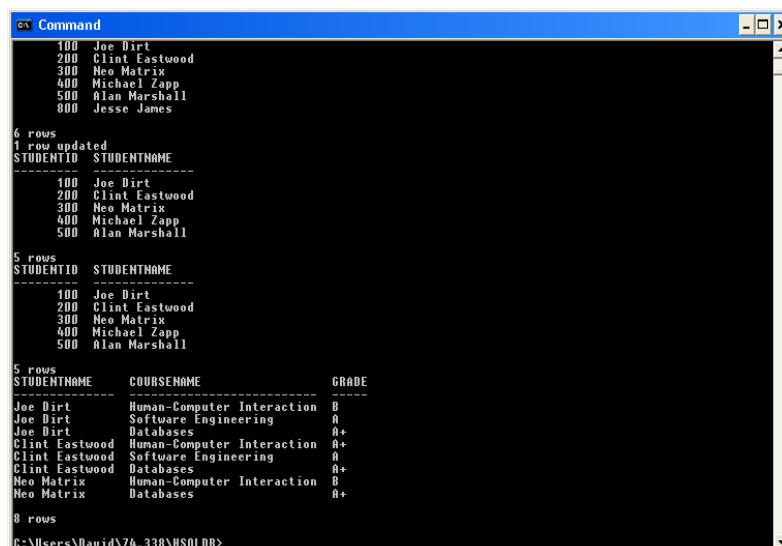 Command
100 Joe Dirt
200 Clint Eastwood
300 Neo Matrix
400 Michael Zapp
500 Alan Marshall
800 Jesse James
6 rows
1 row updated
STUDENTID STUDENTNAME
--------- --------------
100 Joe Dirt
200 Clint Eastwood
300 Neo Matrix
400 Michael Zapp
500 Alan Marshall
5 rows
STUDENTID STUDENTNAME
--------- --------------
100 Joe Dirt
200 Clint Eastwood
300 Neo Matrix
400 Michael Zapp
500 Alan Marshall
5 rows
STUDENTNAME COURSENAME GRADE
-------------- -------------------------- -----
Joe Dirt Human-Computer Interaction B
Joe Dirt Software Engineering A
Joe Dirt Databases A+
Clint Eastwood Human-Computer Interaction A+
Clint Eastwood Software Engineering A
Clint Eastwood Databases A+
Neo Matrix Human-Computer Interaction B
Neo Matrix Databases A+
8 rows
C:\Users\David\74.338\HSQLDB>